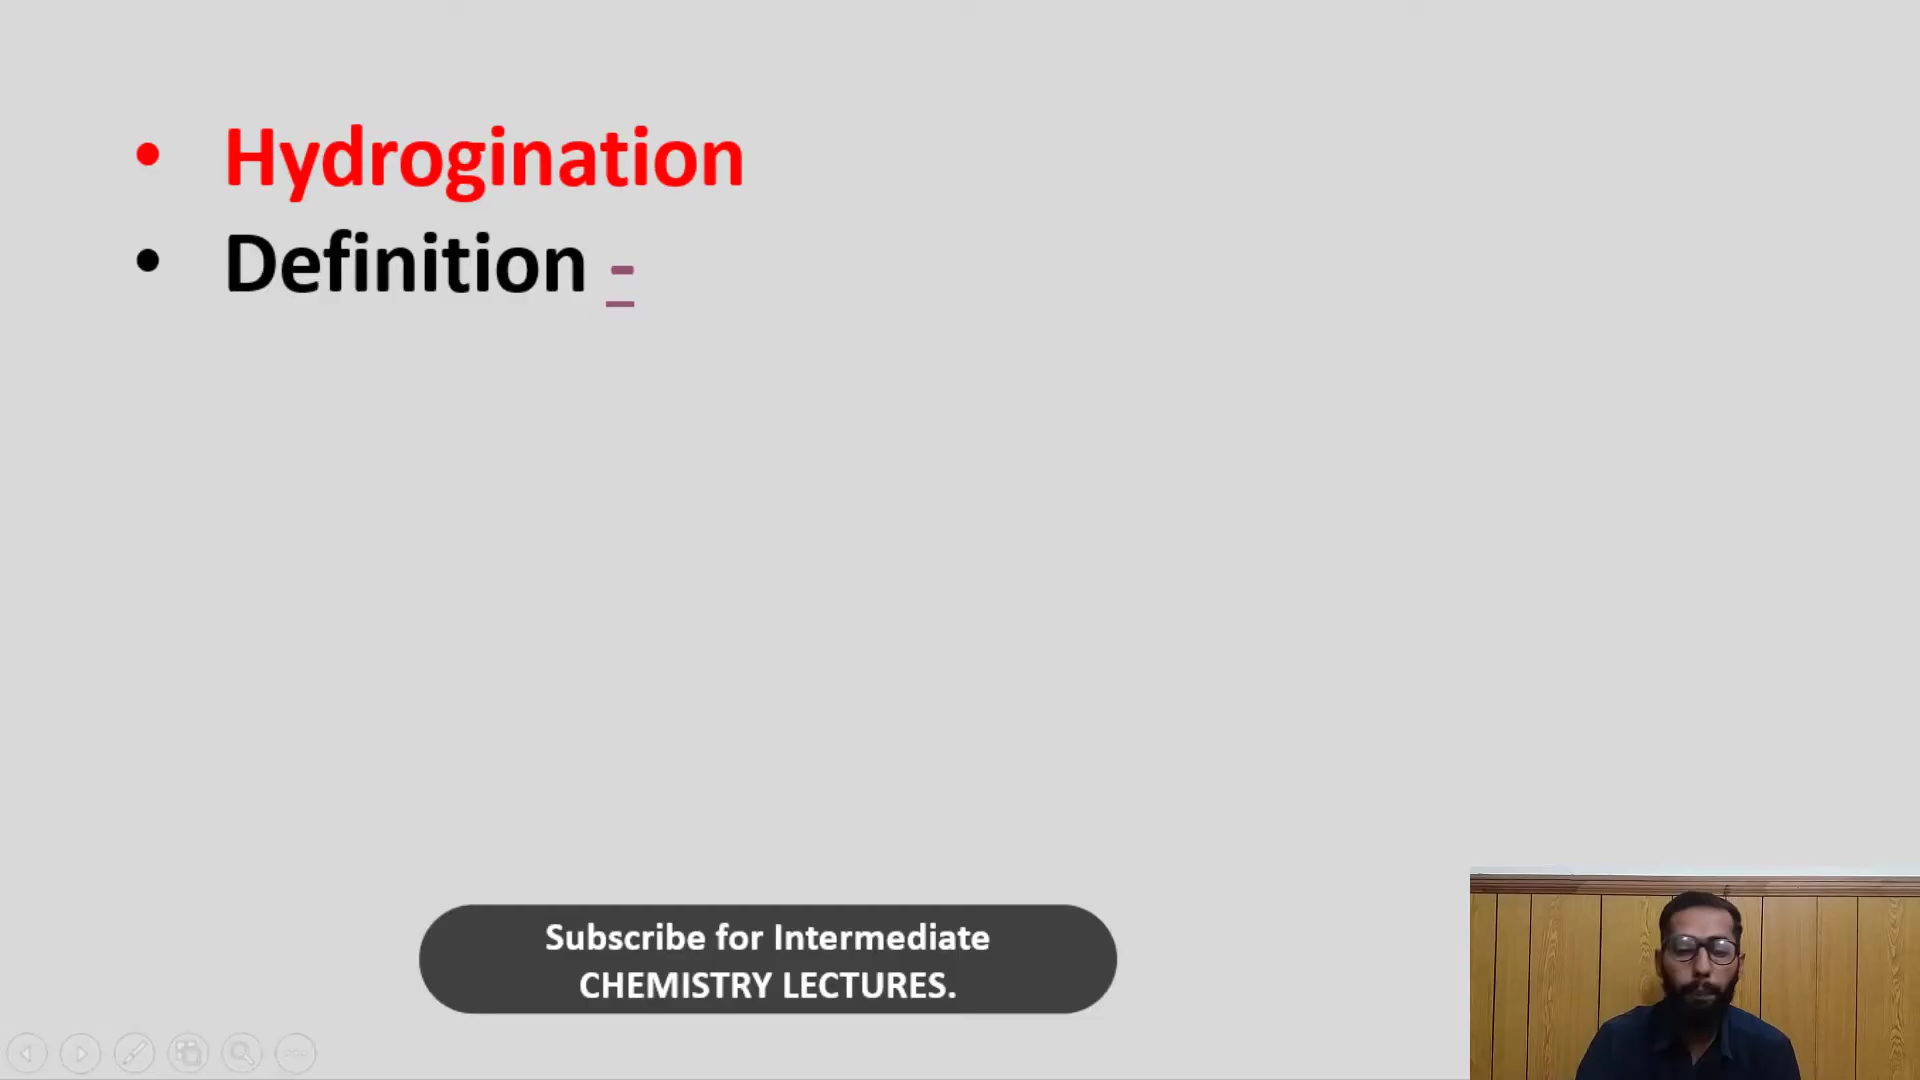 • Hydrogination
• Definition -
Subscribe for Intermediate
CHEMISTRY LECTURES.